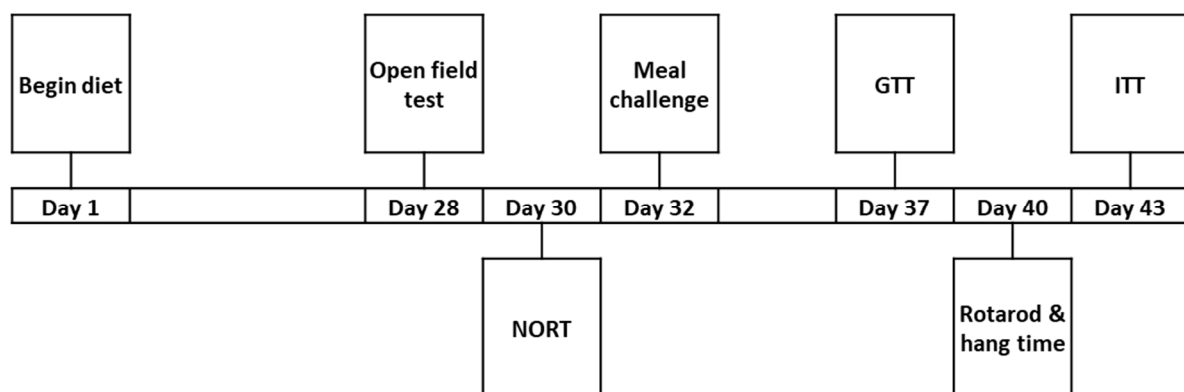 Begin diet
Open field
test
Meal
challenge
GTT
ITT
Day 1
Day 28
Day 30
Day 32
Day 37
Day 40
Day 43
NORT
Rotarod &
hang time